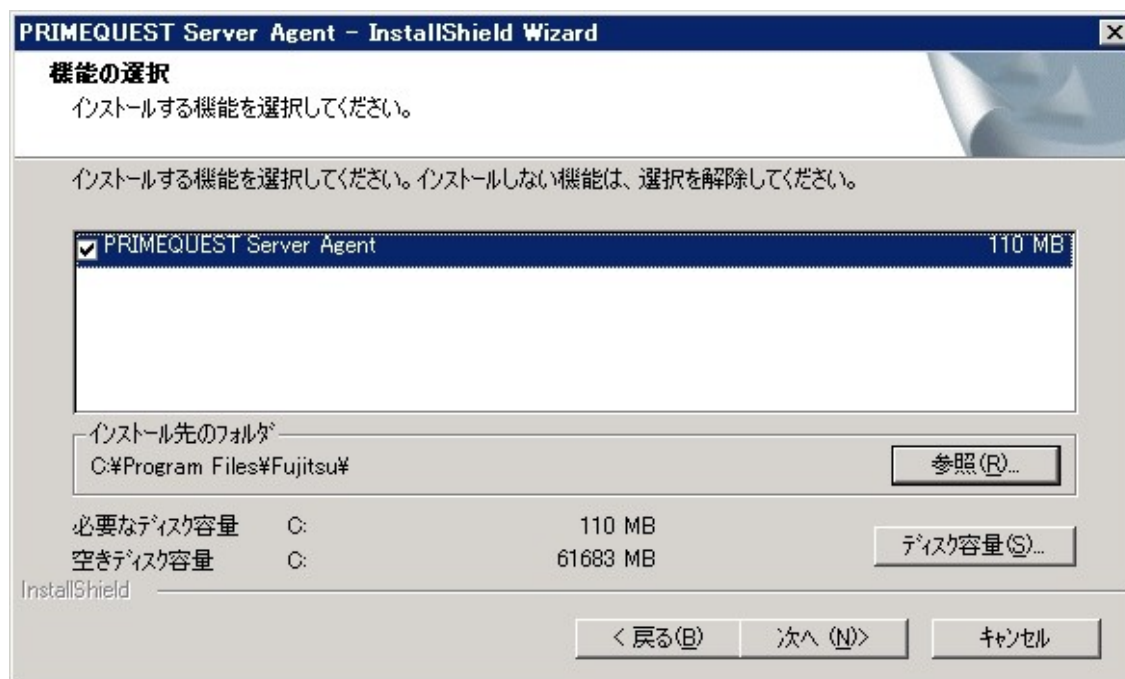 PRIMEQUEST Server Agent - InstallShield Wizard
機能の選択
インストールする機能を選択してください。
インストールする機能を選択してください。インストールしない機能は、選択を解除してください。
PRIMEQUEST Server Agent 110 MB
インストール先のフォルダ
C:¥Program Files¥Fujitsu¥
参照(R)...
必要なディスク容量 C: 110 MB
空きディスク容量 C: 61683 MB
ディスク容量(S)...
InstallShield
< 戻る(B) 次へ (N)> キャンセル